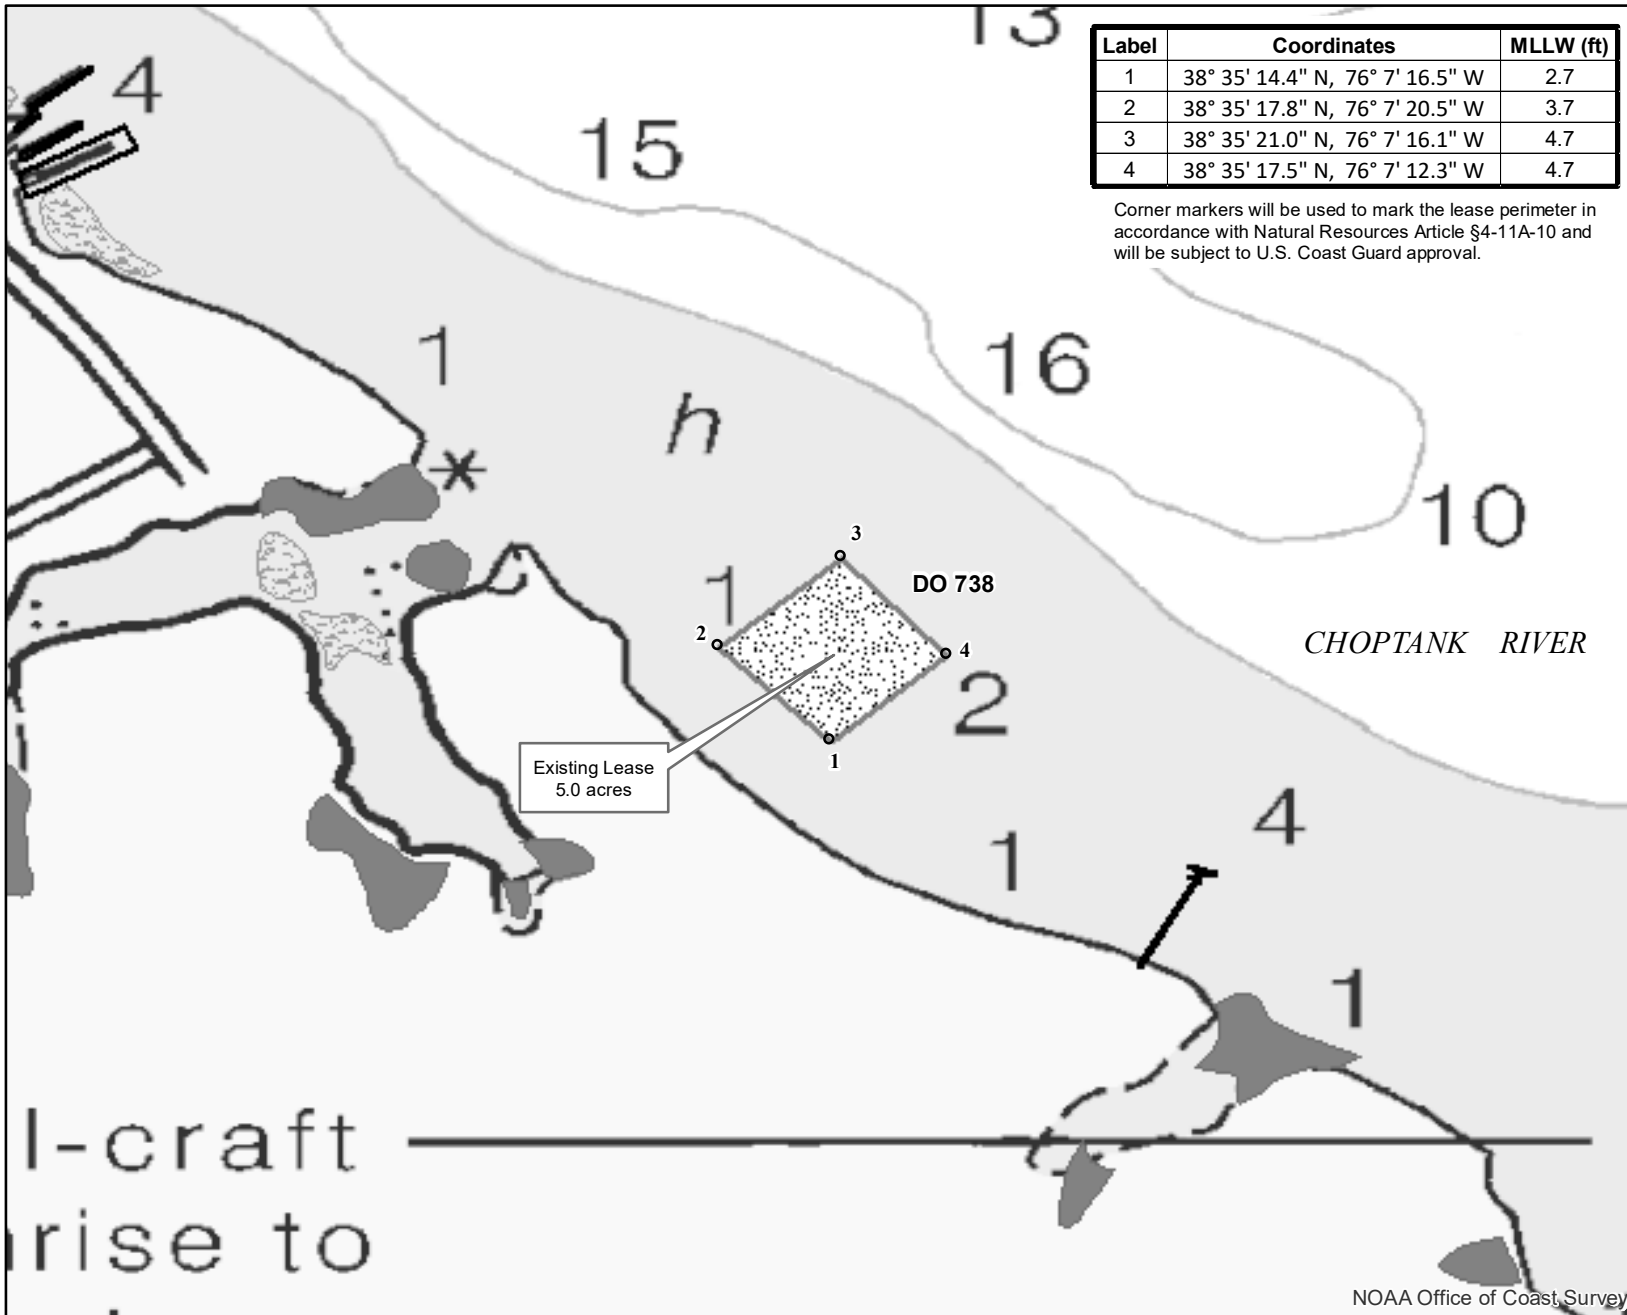 13
Label Coordinates MLLW (ft)
1 38° 35' 14.4" N, 76° 7' 16.5" W 2.7
2 38° 35' 17.8" N, 76° 7' 20.5" W 3.7
3 38° 35' 21.0" N, 76° 7' 16.1" W 4.7
4 38° 35' 17.5" N, 76° 7' 12.3" W 4.7
Corner markers will be used to mark the lease perimeter in
accordance with Natural Resources Article §4-11A-10 and
will be subject to U.S. Coast Guard approval.
4
15
1
16
h
10
3
1
DO 738
2
4
CHOPTANK RIVER
2
1
Existing Lease
5.0 acres
4
1
1
l-craft
rise to
NOAA Office of Coast Survey